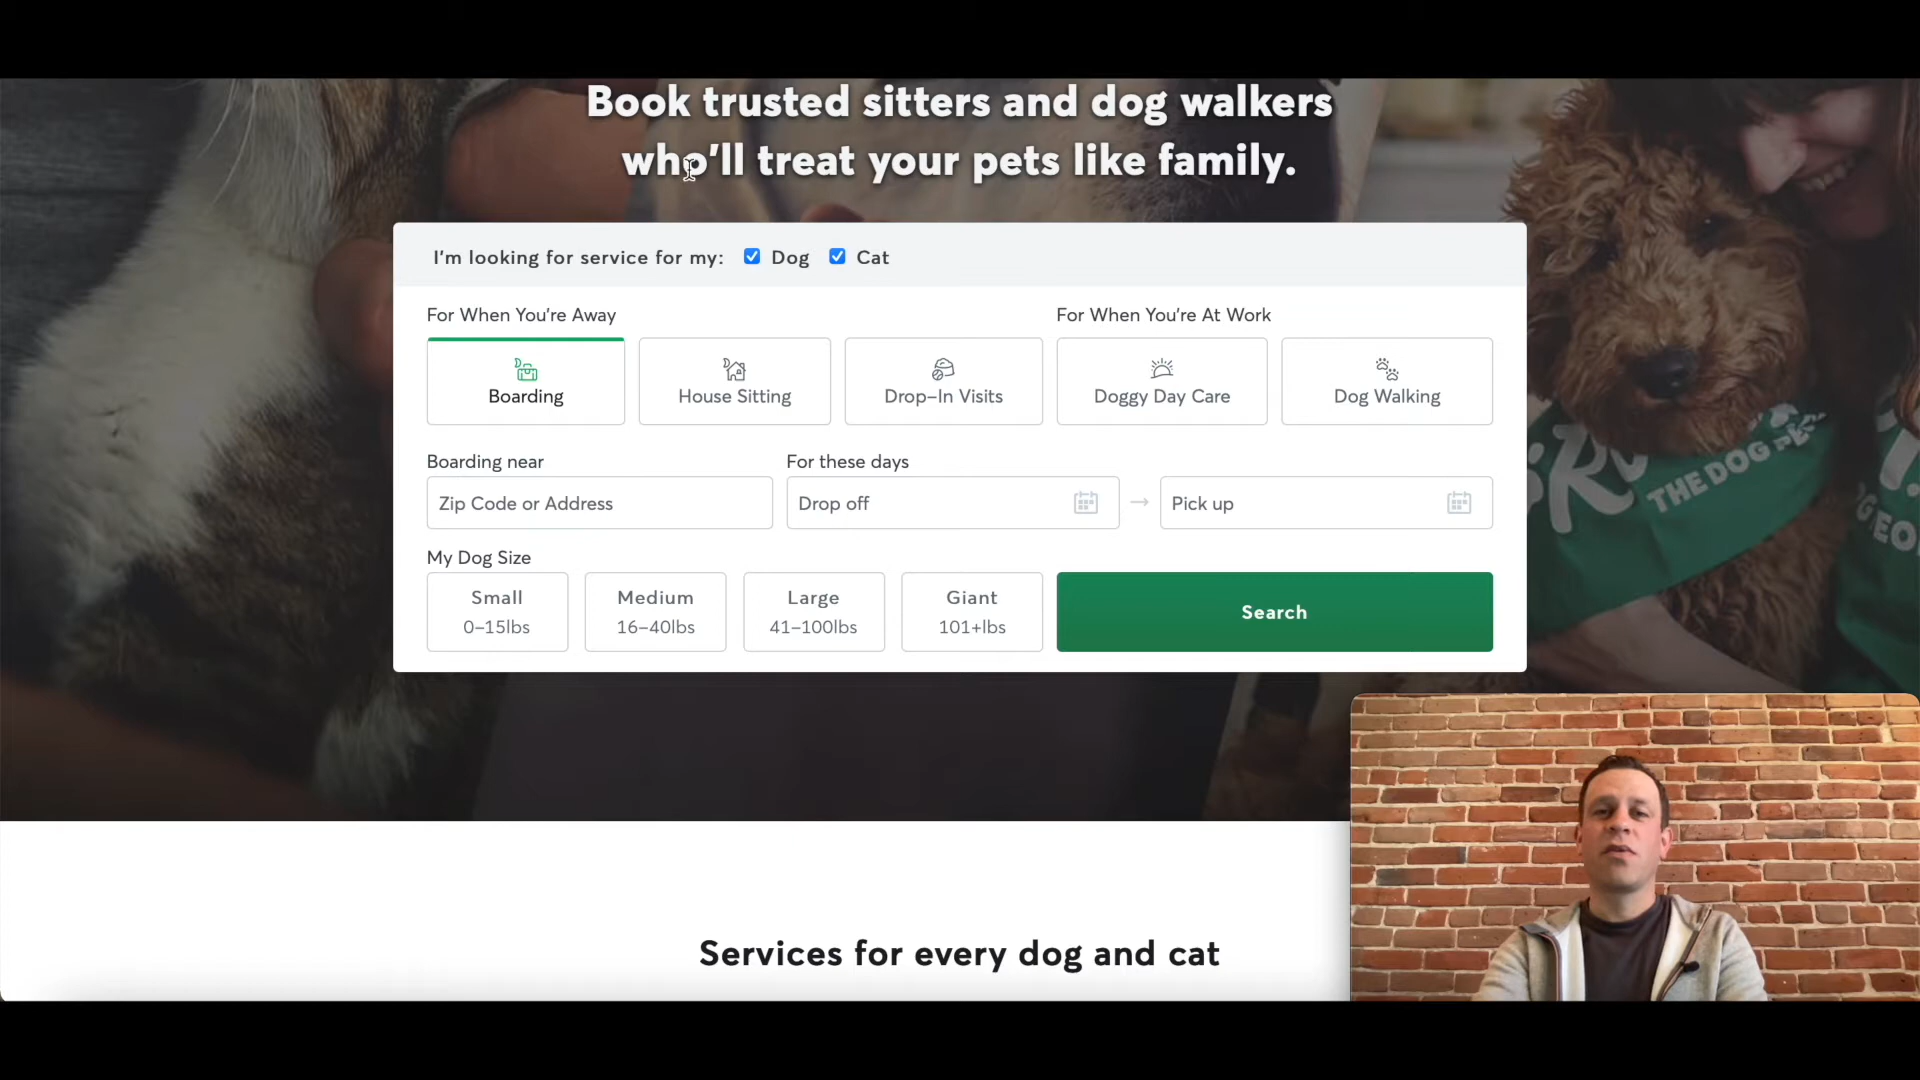 Book trusted sitters and dog walkers
who'll treat your pets like family.
I'm looking for service for my: Dog Cat
For When You're Away
For When You're At Work
Boarding
House Sitting
Drop-In Visits
Doggy Day Care
Dog Walking
Boarding near
For these days
Zip Code or Address
Drop off
Pick up
My Dog Size
Small
0-15lbs
Medium
16-40lbs
Large
41-100lbs
Giant
101+lbs
Search
THE DOG PE
Services for every dog and cat